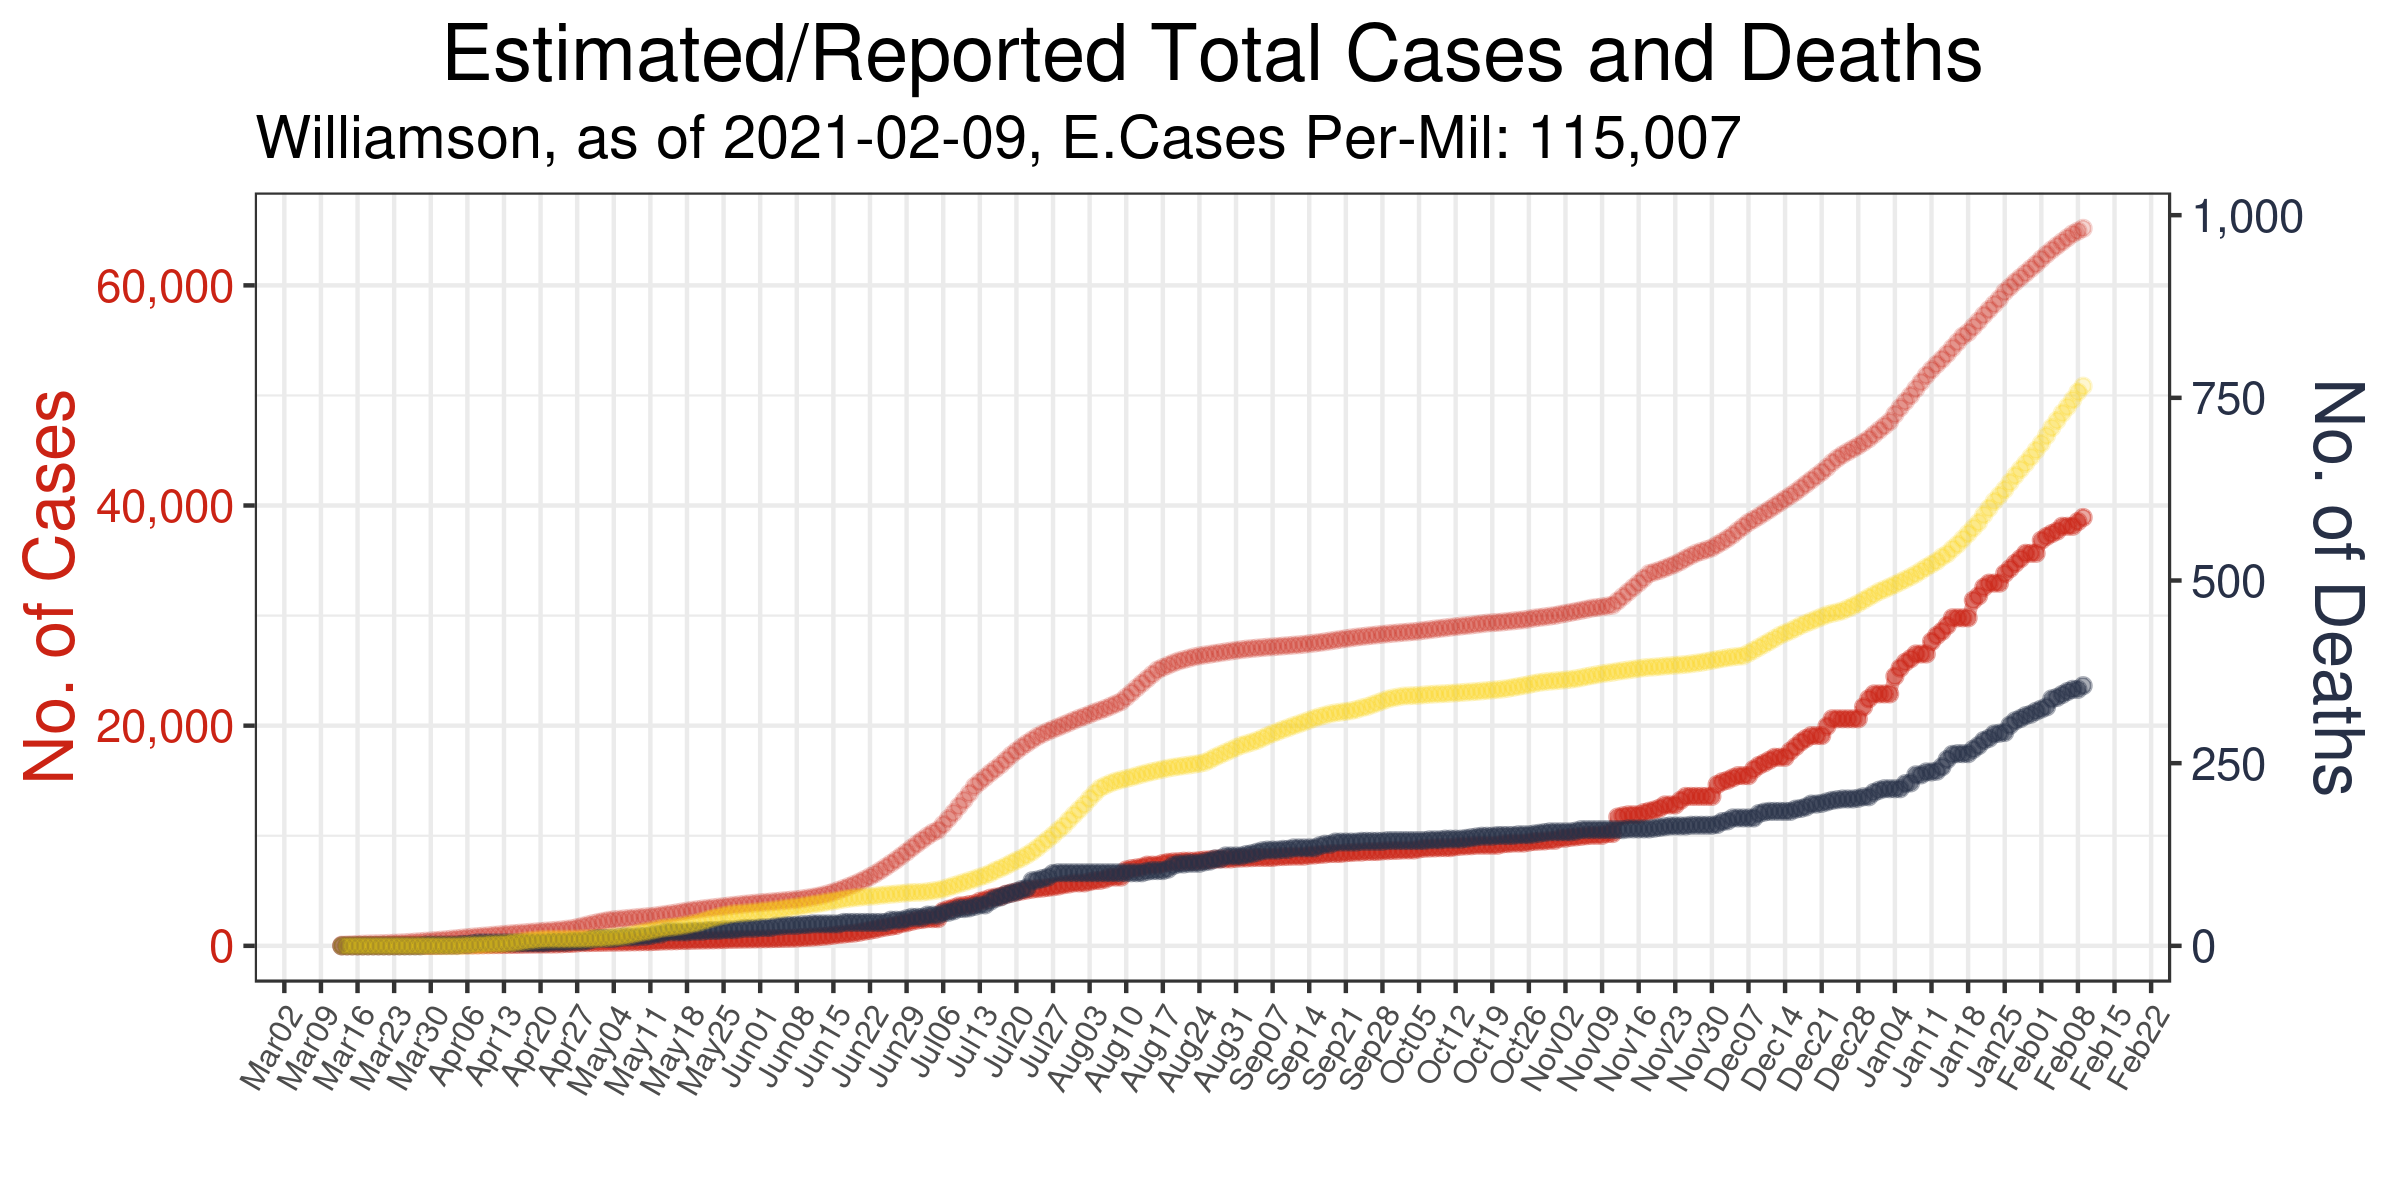 Estimated/Reported Total Cases and Deaths
Williamson, as of 2021-02-09, E.Cases Per-Mil: 115,007
No. of Cases
60,000
40,000
20,000
0
1,000
750
500
250
0
No. of Deaths
Mar02
Mar09
Mar16
Mar23
Mar30
Apr06
Apr13
Apr20
Apr27
May04
May11
May18
May25
Jun01
Jun08
Jun15
Jun22
Jun29
Jul06
Jul13
Jul20
Jul27
Aug03
Aug10
Aug17
Aug24
Aug31
Sep07
Sep14
Sep21
Sep28
Oct05
Oct12
Oct19
Oct26
Nov02
Nov09
Nov16
Nov23
Nov30
Dec07
Dec14
Dec21
Dec28
Jan04
Jan11
Jan18
Jan25
Feb01
Feb08
Feb15
Feb22